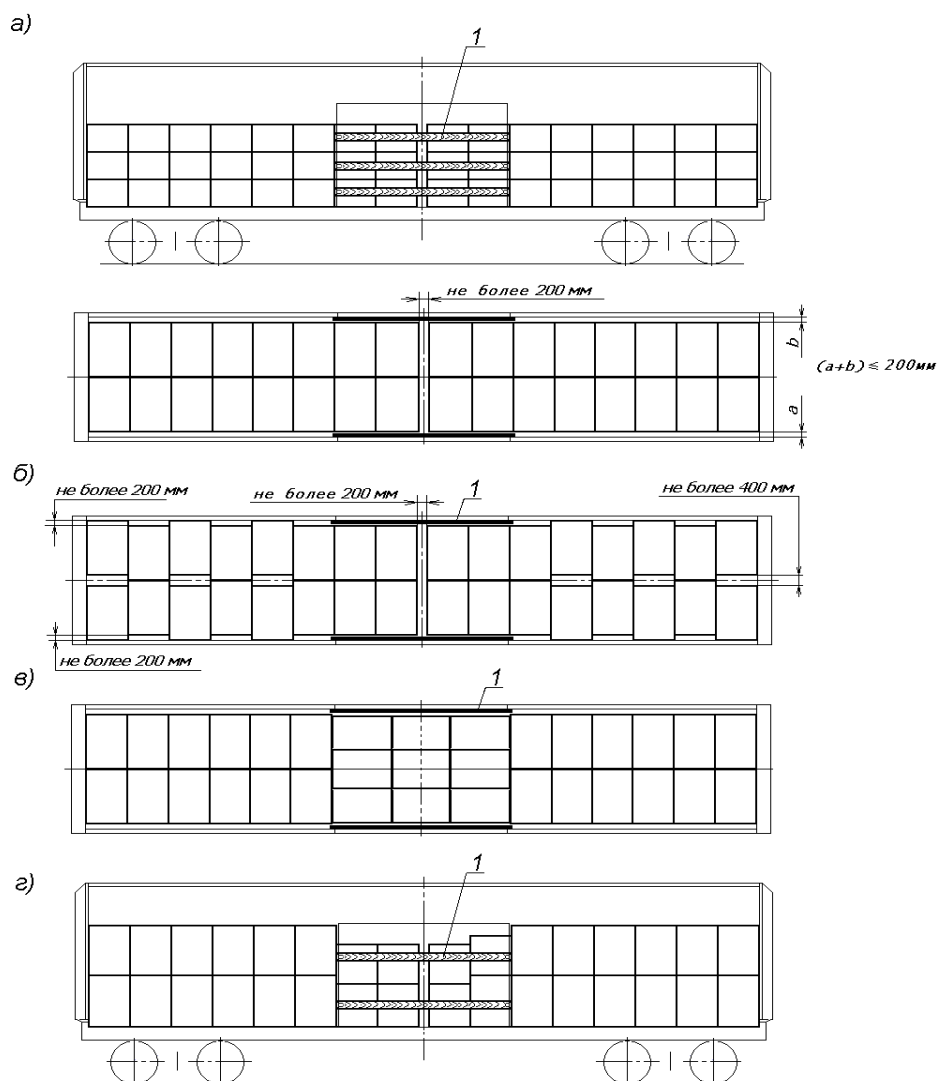 а)
1
не более 200 мм
b
(a+b) ≤ 200мм
a
б)
не более 200 мм
не более 200 мм
1
не более 400 мм
не более 200 мм
в)
1
г)
1